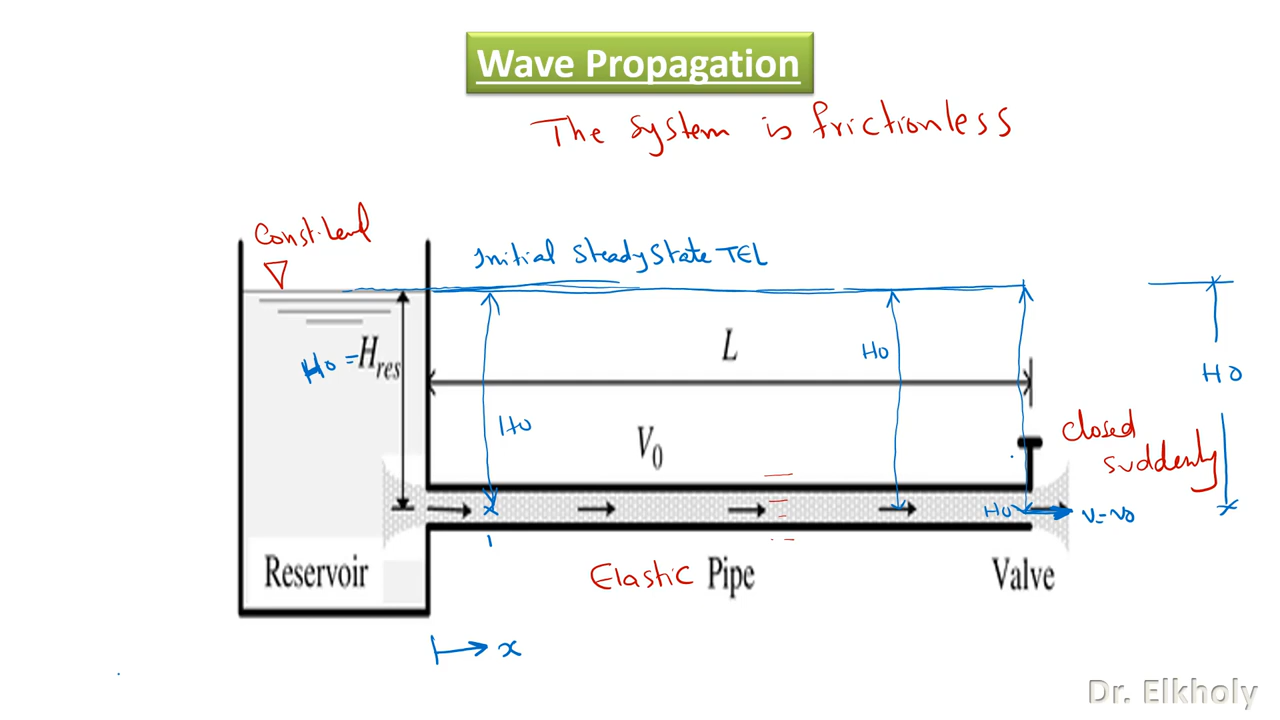 Wave Propagation
The system is frictionless
Const. Level
Initial Steady State TEL
H0 = Hres
L
H0
H0
H0
V0
closed
suddenly
H0
V=V0
1
Reservoir
Elastic Pipe
Valve
x
Dr. Elkholy